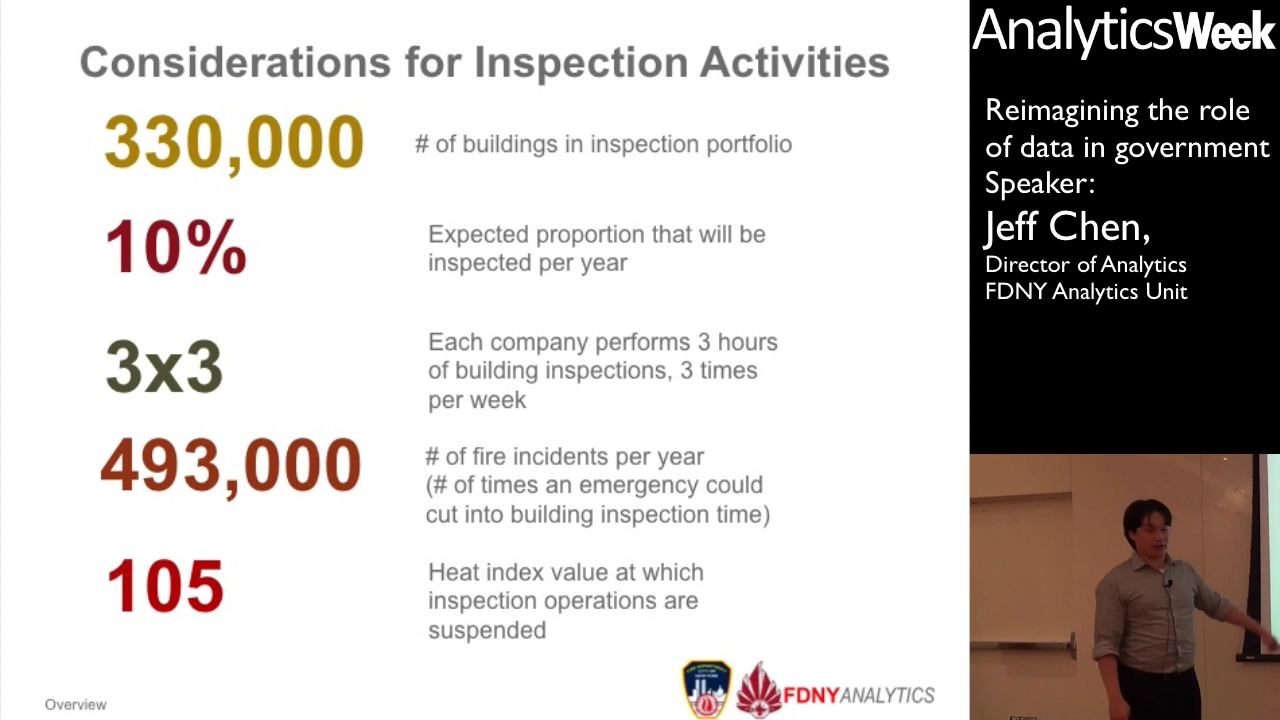 Considerations for Inspection Activities
330,000
# of buildings in inspection portfolio
10%
Expected proportion that will be
inspected per year
3x3
Each company performs 3 hours
of building inspections, 3 times
per week
493,000
# of fire incidents per year
(# of times an emergency could
cut into building inspection time)
105
Heat index value at which
inspection operations are
suspended
Overview
FDNYANALYTICS
AnalyticsWeek
Reimagining the role
of data in government
Speaker:
Jeff Chen,
Director of Analytics
FDNY Analytics Unit